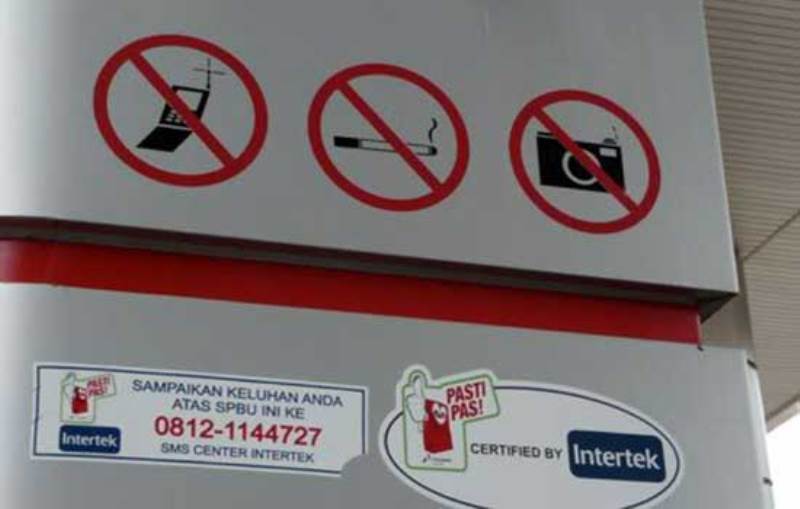 PASTI
PAS!
Intertek
SAMPAIKAN KELUHAN ANDA
ATAS SPBU INI KE
0812-1144727
SMS CENTER INTERTEK
PASTI
PAS!
CERTIFIED BY Intertek